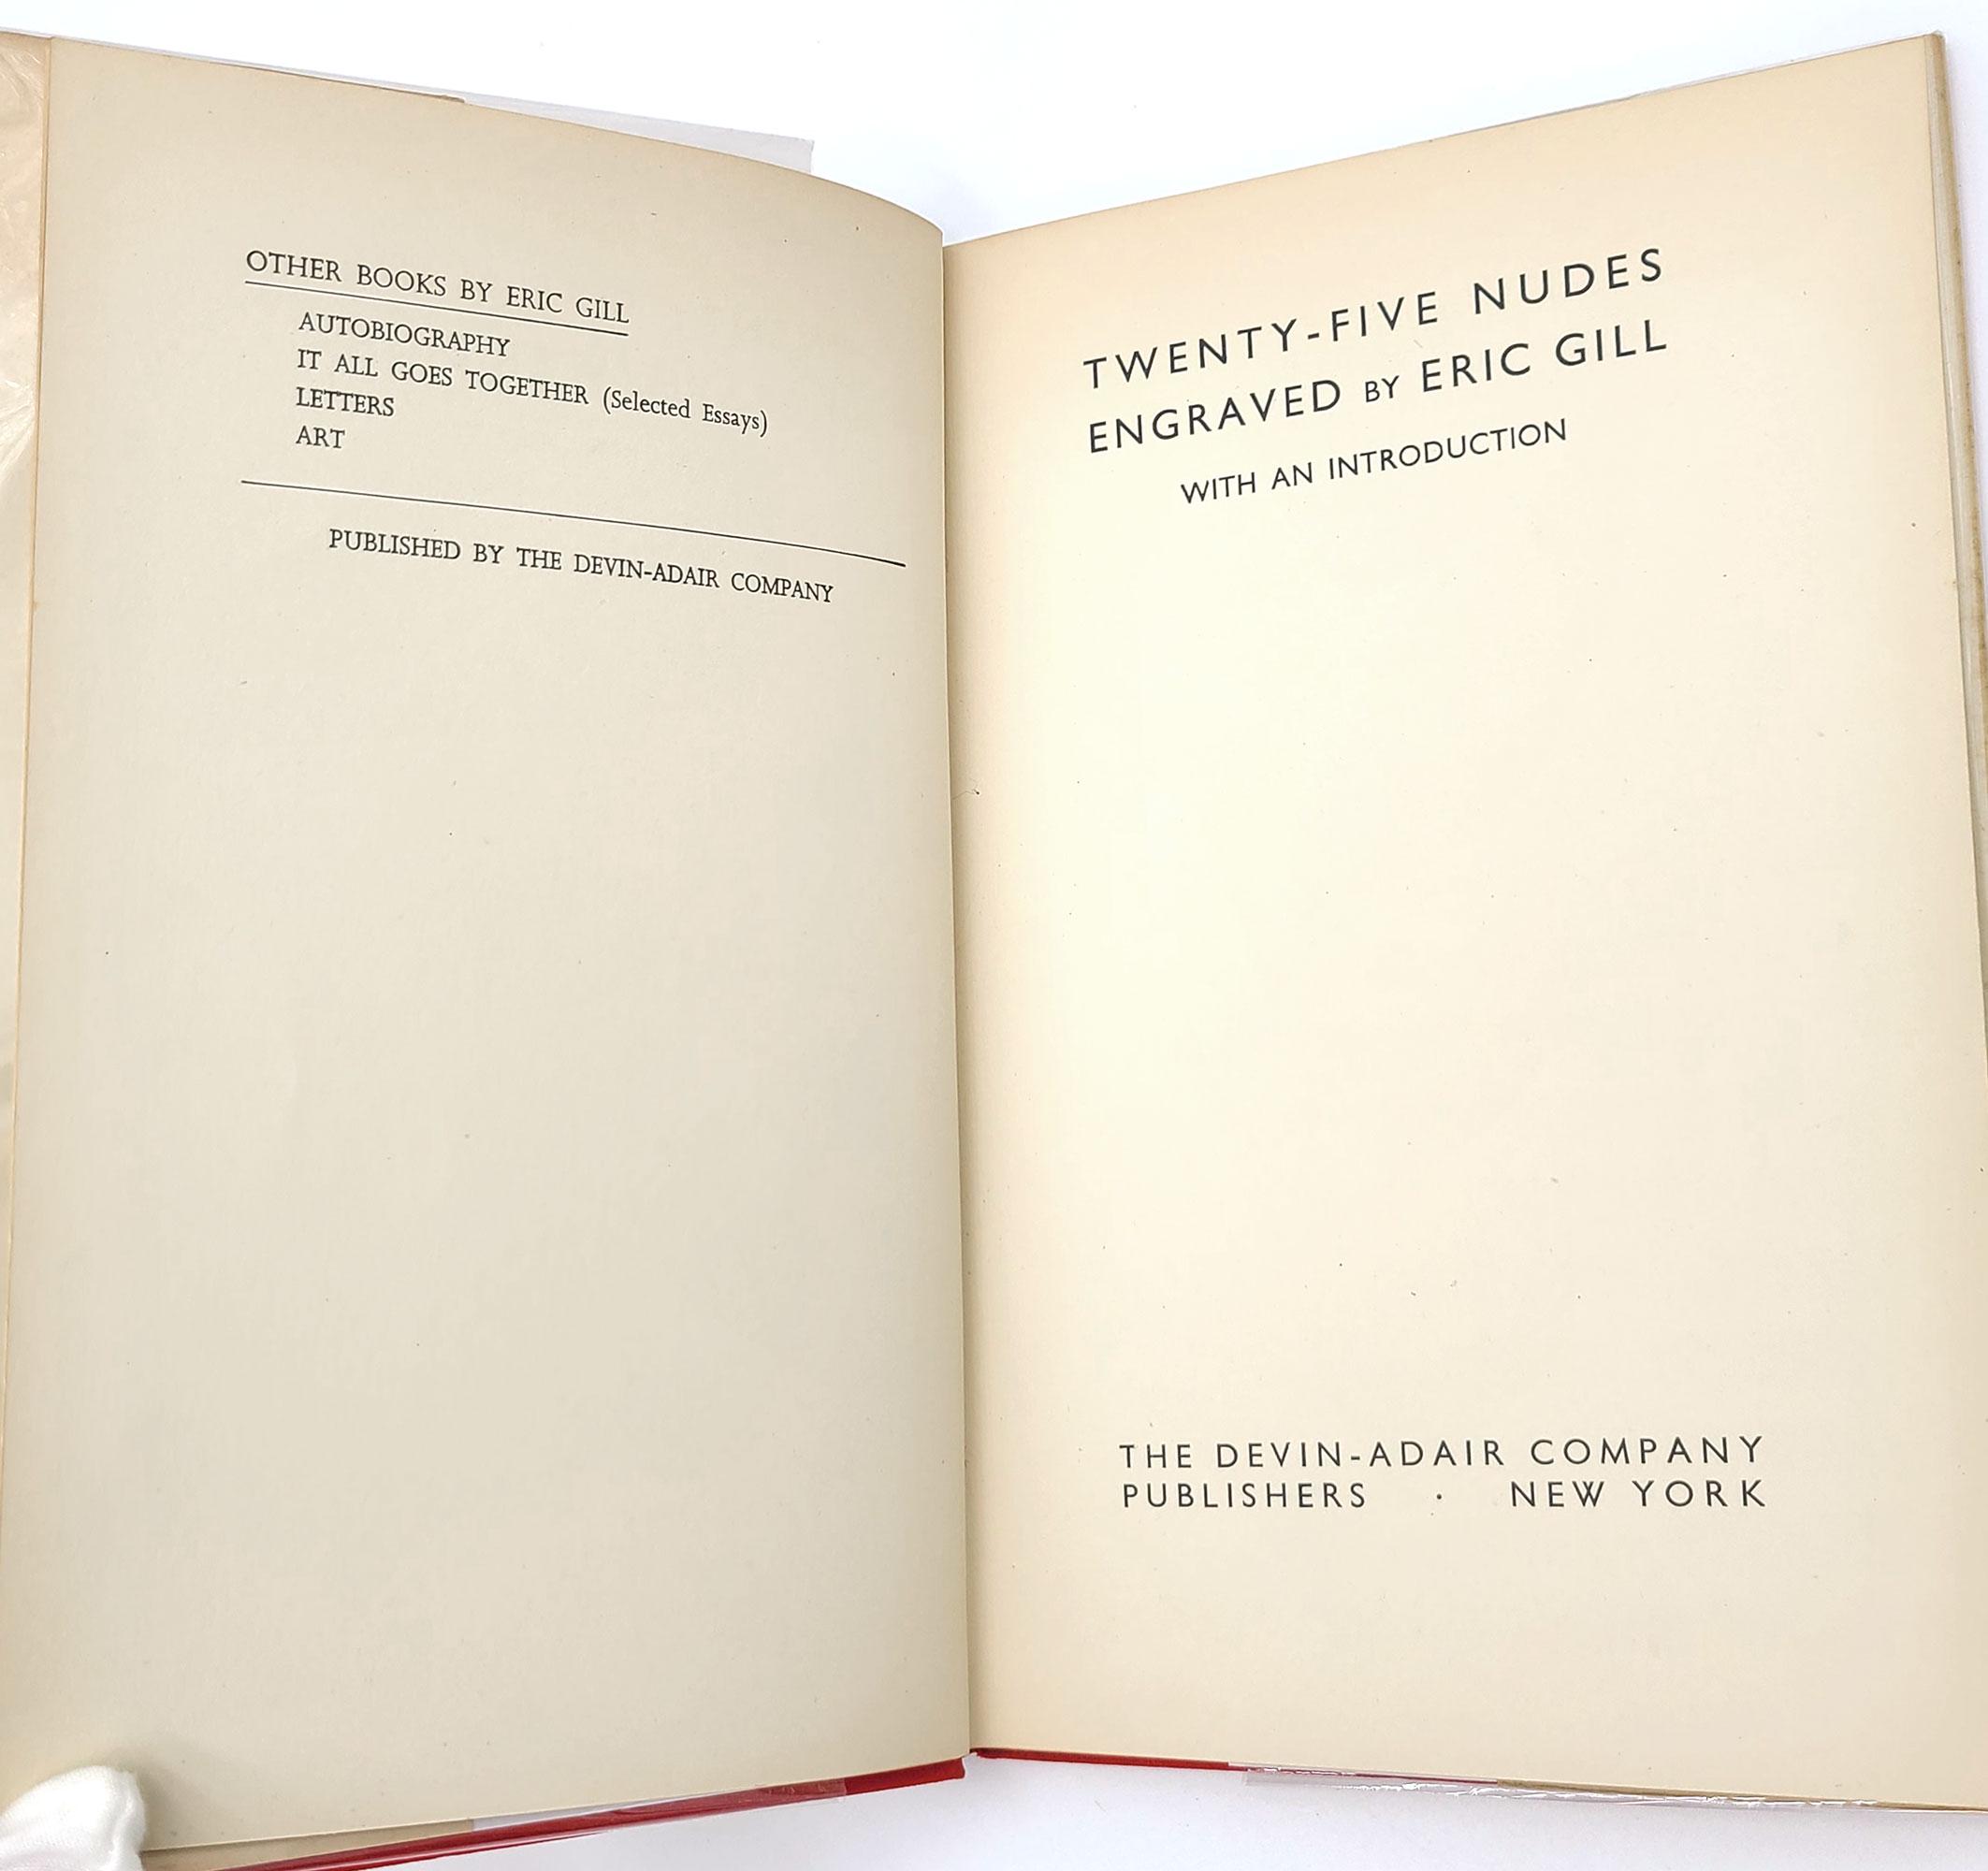 OTHER BOOKS BY ERIC GILL
AUTOBIOGRAPHY
IT ALL GOES TOGETHER (Selected Essays)
LETTERS
ART
PUBLISHED BY THE DEVIN-ADAIR COMPANY
TWENTY-FIVE NUDES
ENGRAVED BY ERIC GILL
WITH AN INTRODUCTION
THE DEVIN-ADAIR COMPANY
PUBLISHERS · NEW YORK